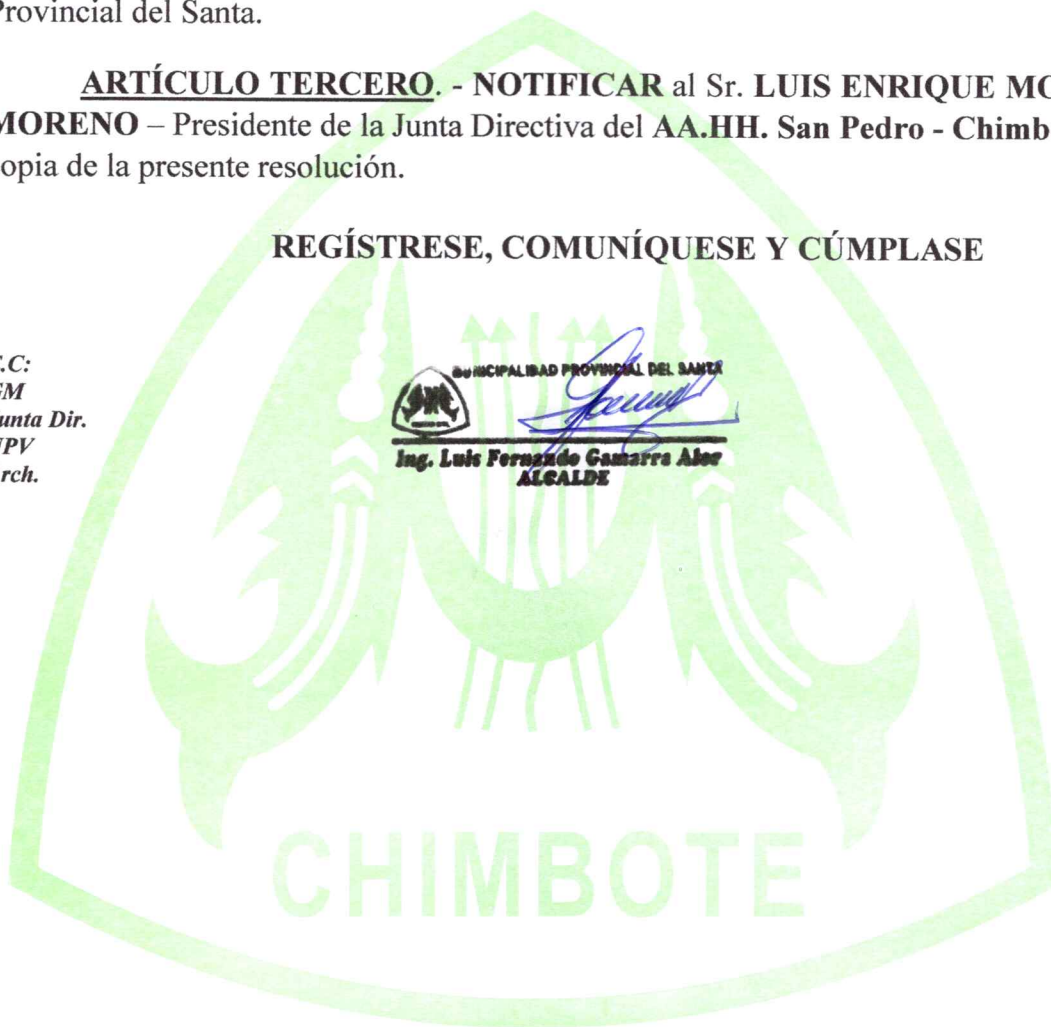 Provincial del Santa.
ARTÍCULO TERCERO. - NOTIFICAR al Sr. LUIS ENRIQUE MO
MORENO – Presidente de la Junta Directiva del AA.HH. San Pedro - Chimb
opia de la presente resolución.
REGÍSTRESE, COMUNÍQUESE Y CÚMPLASE
.C:
GM
unta Dir.
PV
rch.
MUNICIPALIDAD PROVINCIAL DEL SANTA
Ing. Luis Fernando Gamarra Alor
ALCALDE
CHIMBOTE